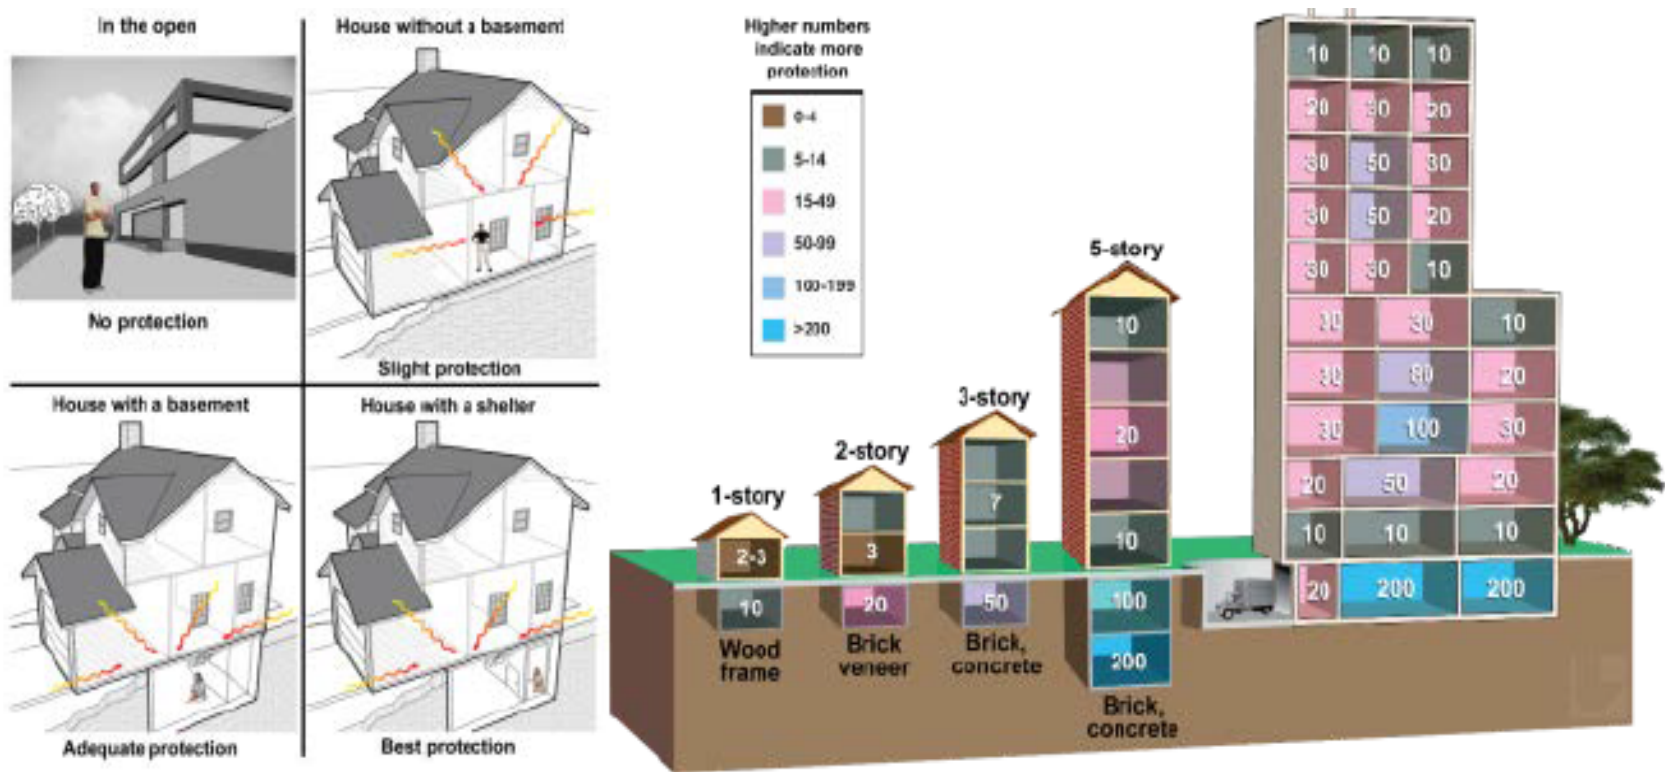 In the open
No protection
House without a basement
Slight protection
House with a basement
Adequate protection
House with a shelter
Best protection
Higher numbers
indicate more
protection
0-4
5-14
15-49
50-99
100-199
>200
1-story
2-3
10
Wood
frame
2-story
3
20
Brick
veneer
3-story
7
50
Brick,
concrete
5-story
10
20
10
100
200
Brick,
concrete
10 10 10
20 30 20
30 50 30
30 50 20
30 30 10
30 30 10
30 80 20
30 100 30
20 50 20
10 10 10
20 200 200